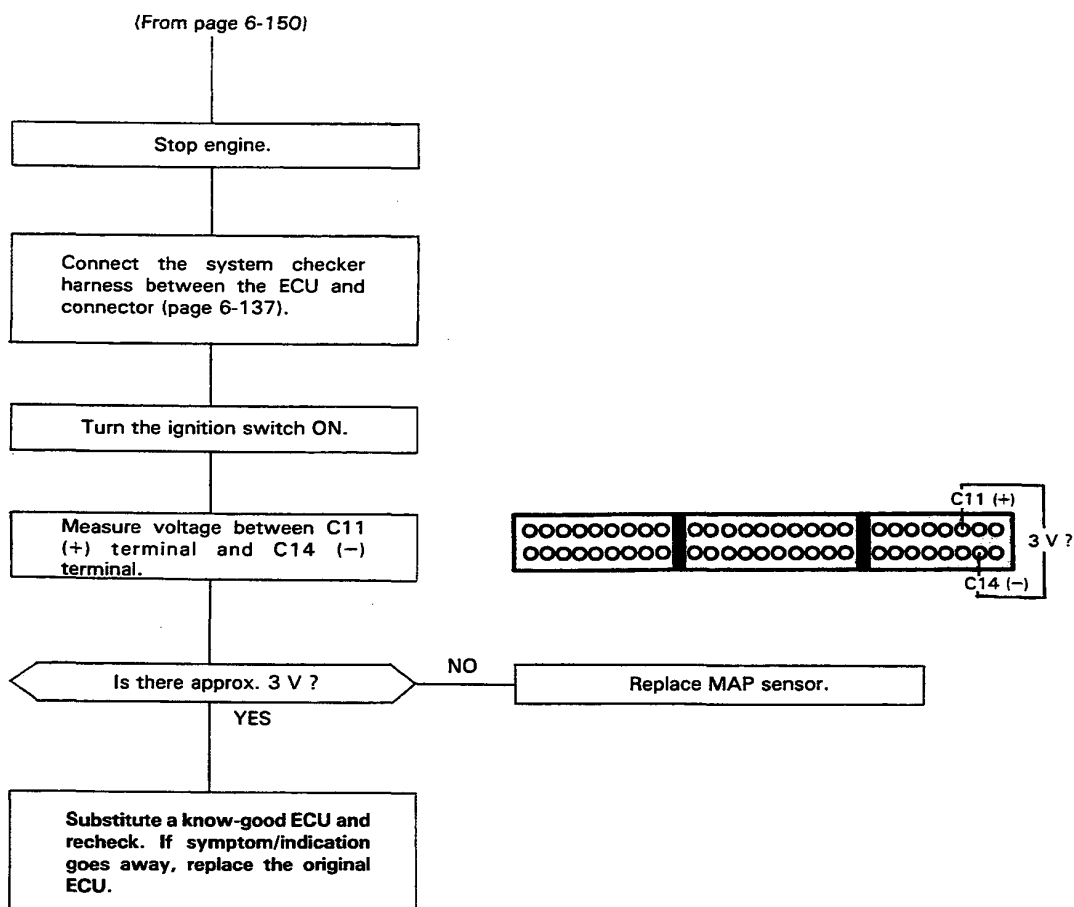 (From page 6-150)
Stop engine.
Connect the system checker
harness between the ECU and
connector (page 6-137).
Turn the ignition switch ON.
Measure voltage between C11
(+) terminal and C14 (−)
terminal.
C11 (+)
3 V ?
C14 (−)
Is there approx. 3 V ?
NO
Replace MAP sensor.
YES
Substitute a know-good ECU and
recheck. If symptom/indication
goes away, replace the original
ECU.